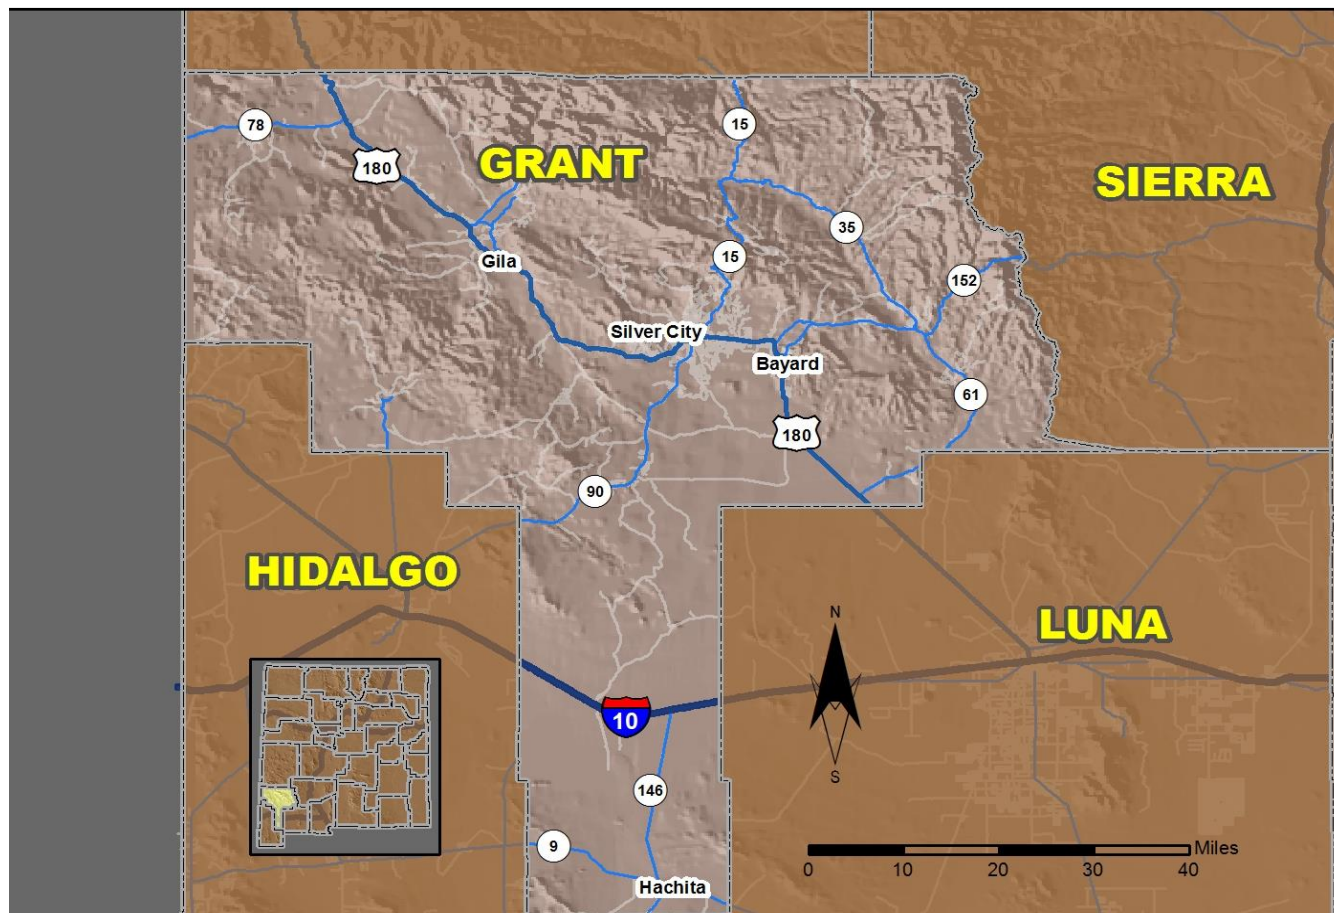 15
78
180
GRANT
SIERRA
35
15
Gila
152
Silver City
Bayard
61
180
90
HIDALGO
N
LUNA
10
S
146
9
Miles
0 10 20 30 40
Hachita